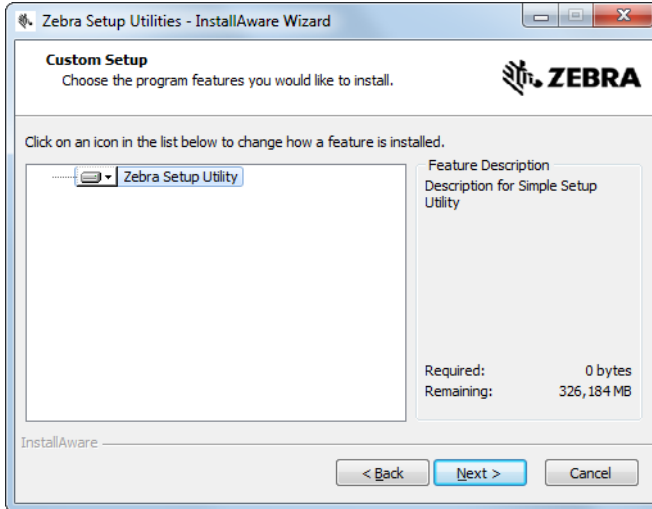 Zebra Setup Utilities - InstallAware Wizard
Custom Setup
Choose the program features you would like to install.
ZEBRA
Click on an icon in the list below to change how a feature is installed.
Zebra Setup Utility
Feature Description
Description for Simple Setup
Utility
Required: 0 bytes
Remaining: 326,184 MB
InstallAware
< Back
Next >
Cancel